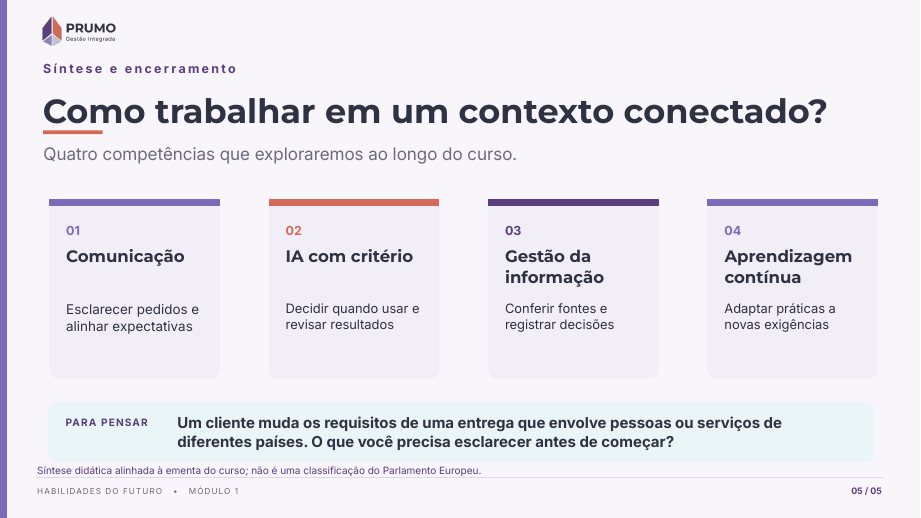 PRUMO
Gestão Integrada
Síntese e encerramento
Como trabalhar em um contexto conectado?
Quatro competências que exploraremos ao longo do curso.
01
Comunicação
Esclarecer pedidos e
alinhar expectativas
02
IA com critério
Decidir quando usar e
revisar resultados
03
Gestão da
informação
Conferir fontes e
registrar decisões
04
Aprendizagem
contínua
Adaptar práticas a
novas exigências
PARA PENSAR
Um cliente muda os requisitos de uma entrega que envolve pessoas ou serviços de
diferentes países. O que você precisa esclarecer antes de começar?
Síntese didática alinhada à ementa do curso; não é uma classificação do Parlamento Europeu.
HABILIDADES DO FUTURO • MÓDULO 1
05 / 05